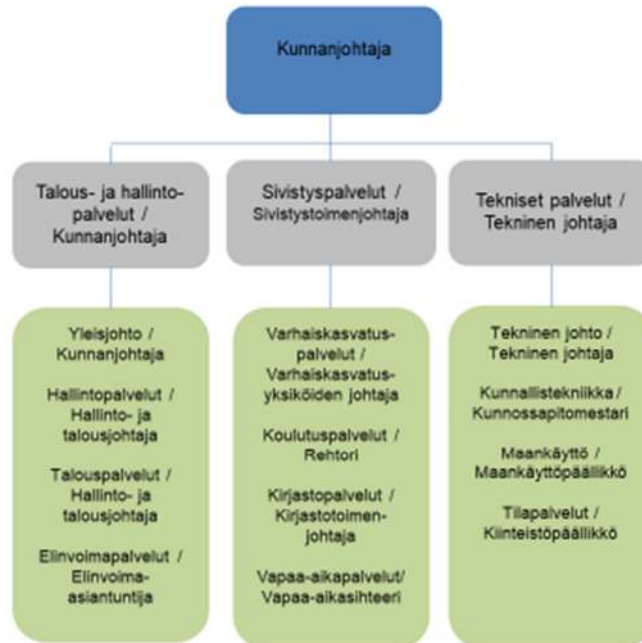 Kunnanjohtaja
Talous- ja hallinto-
palvelut /
Kunnanjohtaja
Sivistyspalvelut /
Sivistystoimenjohtaja
Tekniset palvelut /
Tekninen johtaja
Yleisjohto /
Kunnanjohtaja
Hallintopalvelut /
Hallinto- ja
talousjohtaja
Talouspalvelut /
Hallinto- ja
talousjohtaja
Elinvoimapalvelut /
Elinvoima-
asiantuntija
Varhaiskasvatus-
palvelut /
Varhaiskasvatus-
yksiköiden johtaja
Koulutuspalvelut /
Rehtori
Kirjastopalvelut /
Kirjastotoimen-
johtaja
Vapaa-aikapalvelut/
Vapaa-aikasihteeri
Tekninen johto /
Tekninen johtaja
Kunnallistekniikka /
Kunnossapitomestari
Maankäyttö /
Maankäyttöpäällikkö
Tilapalvelut /
Kiinteistöpäällikkö